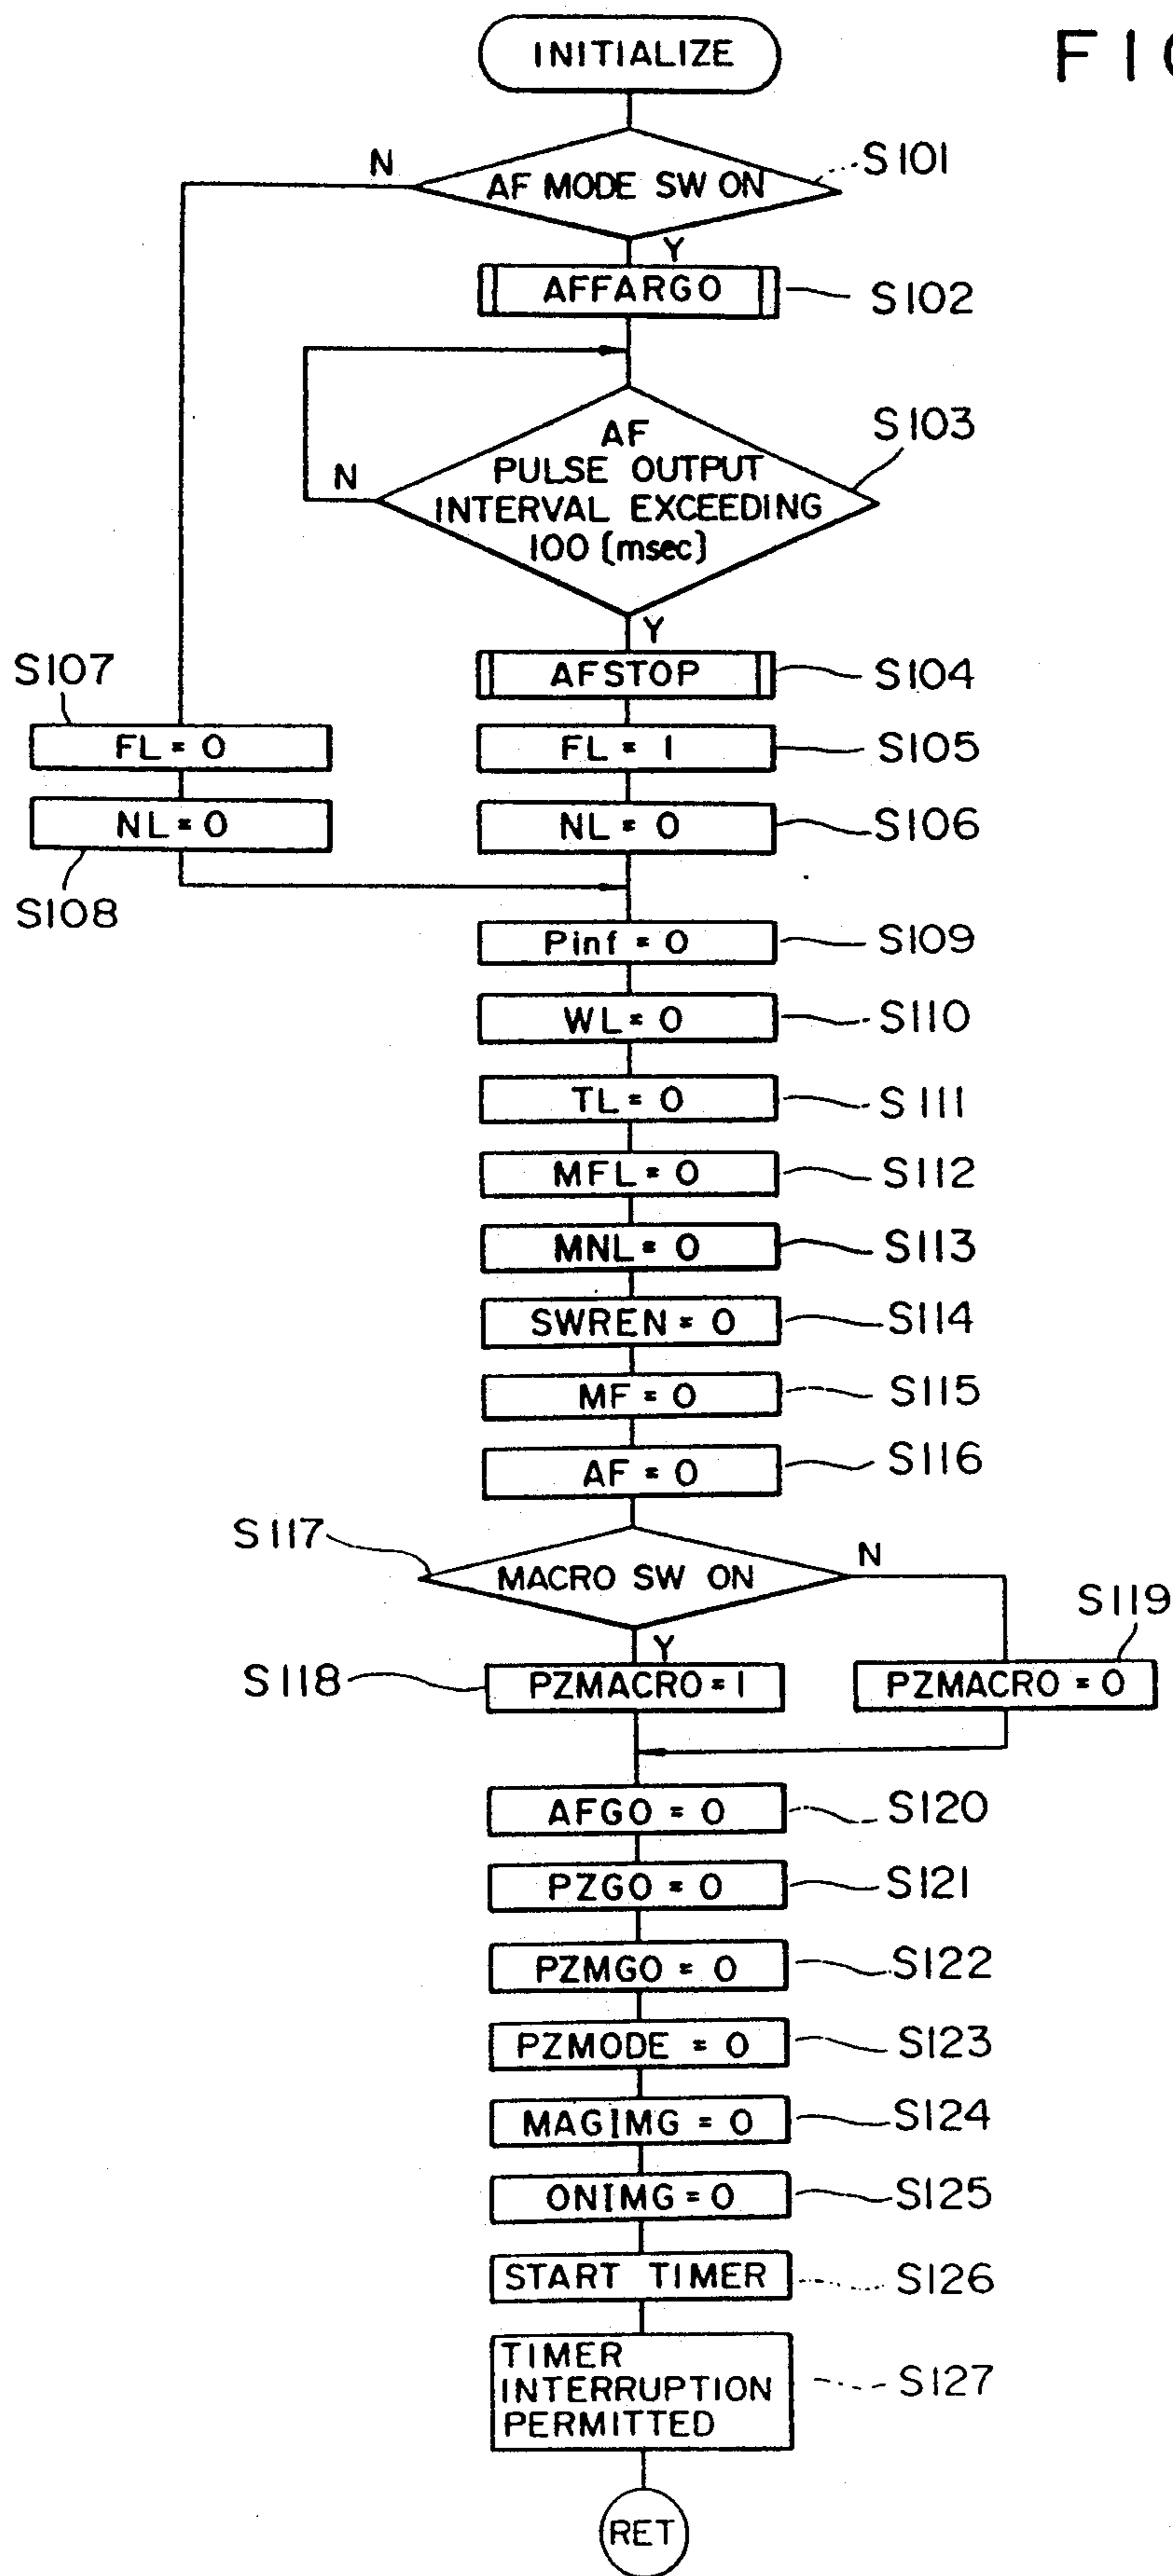 FIG
INITIALIZE
N
AF MODE SW ON
S101
Y
AFFARGO
S102
AF
PULSE OUTPUT
INTERVAL EXCEEDING
100 (msec)
S103
N
Y
AFSTOP
S104
S107
FL = 0
FL = 1
S105
NL = 0
NL = 0
S106
S108
Pinf = 0
S109
WL = 0
S110
TL = 0
S111
MFL = 0
S112
MNL = 0
S113
SWREN = 0
S114
MF = 0
S115
AF = 0
S116
S117
MACRO SW ON
N
Y
S119
S118
PZMACRO = 1
PZMACRO = 0
AFGO = 0
S120
PZGO = 0
S121
PZMGO = 0
S122
PZMODE = 0
S123
MAGIMG = 0
S124
ONIMG = 0
S125
START TIMER
S126
TIMER
INTERRUPTION
PERMITTED
S127
RET